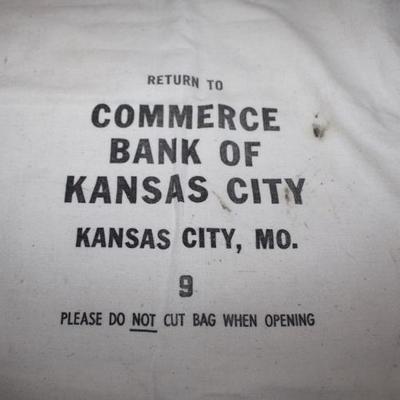 RETURN TO
COMMERCE
BANK OF
KANSAS CITY
KANSAS CITY, MO.
9
PLEASE DO NOT CUT BAG WHEN OPENING